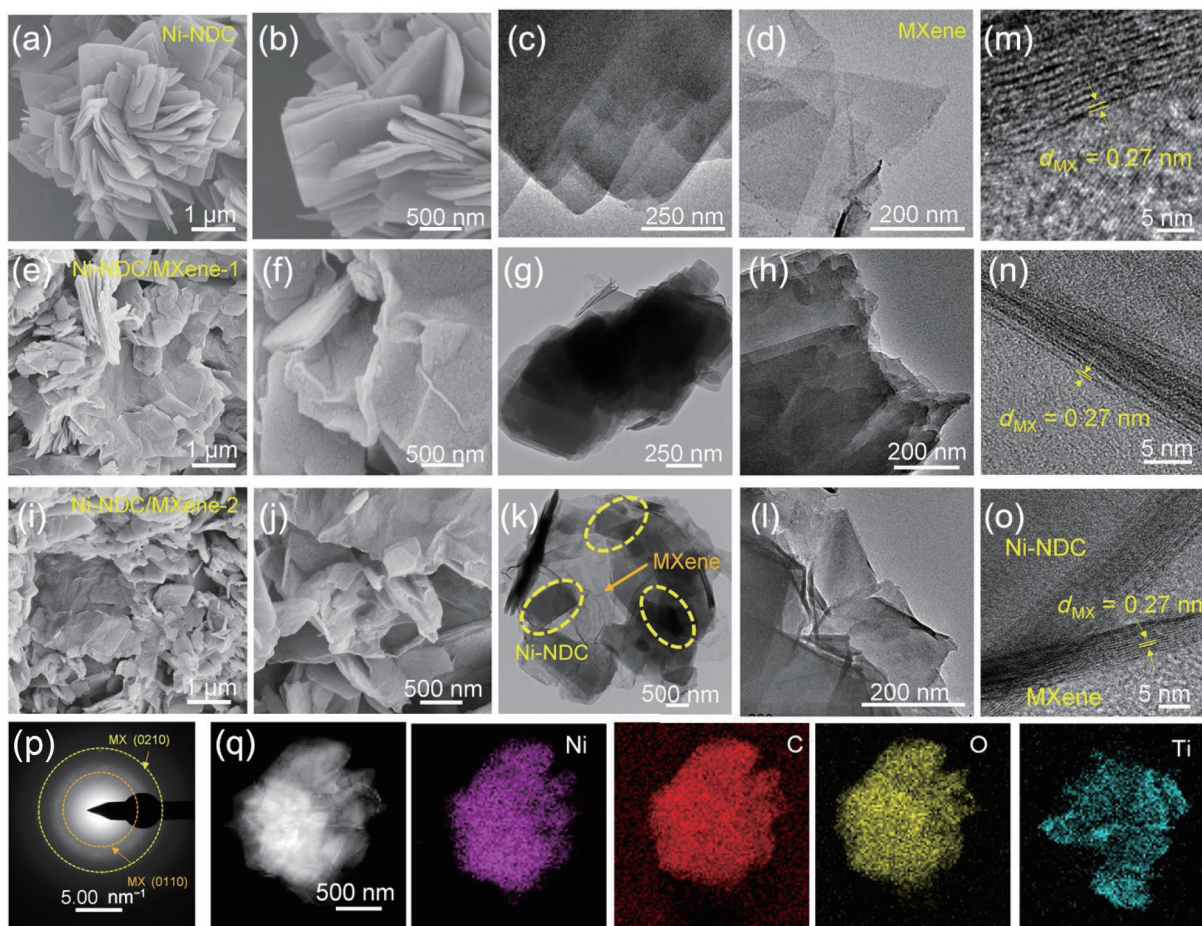 (a)
Ni-NDC
1 μm
(b)
500 nm
(c)
250 nm
(d)
MXene
200 nm
(m)
dMX = 0.27 nm
5 nm
(e)
Ni-NDC/MXene-1
1 μm
(f)
500 nm
(g)
250 nm
(h)
200 nm
(n)
dMX = 0.27 nm
5 nm
(i)
Ni-NDC/MXene-2
1 μm
(j)
500 nm
(k)
MXene
Ni-NDC
500 nm
(l)
200 nm
(o)
Ni-NDC
dMX = 0.27 nm
MXene
5 nm
(p)
MX (0210)
MX (0110)
5.00 nm⁻¹
(q)
500 nm
Ni
C
O
Ti